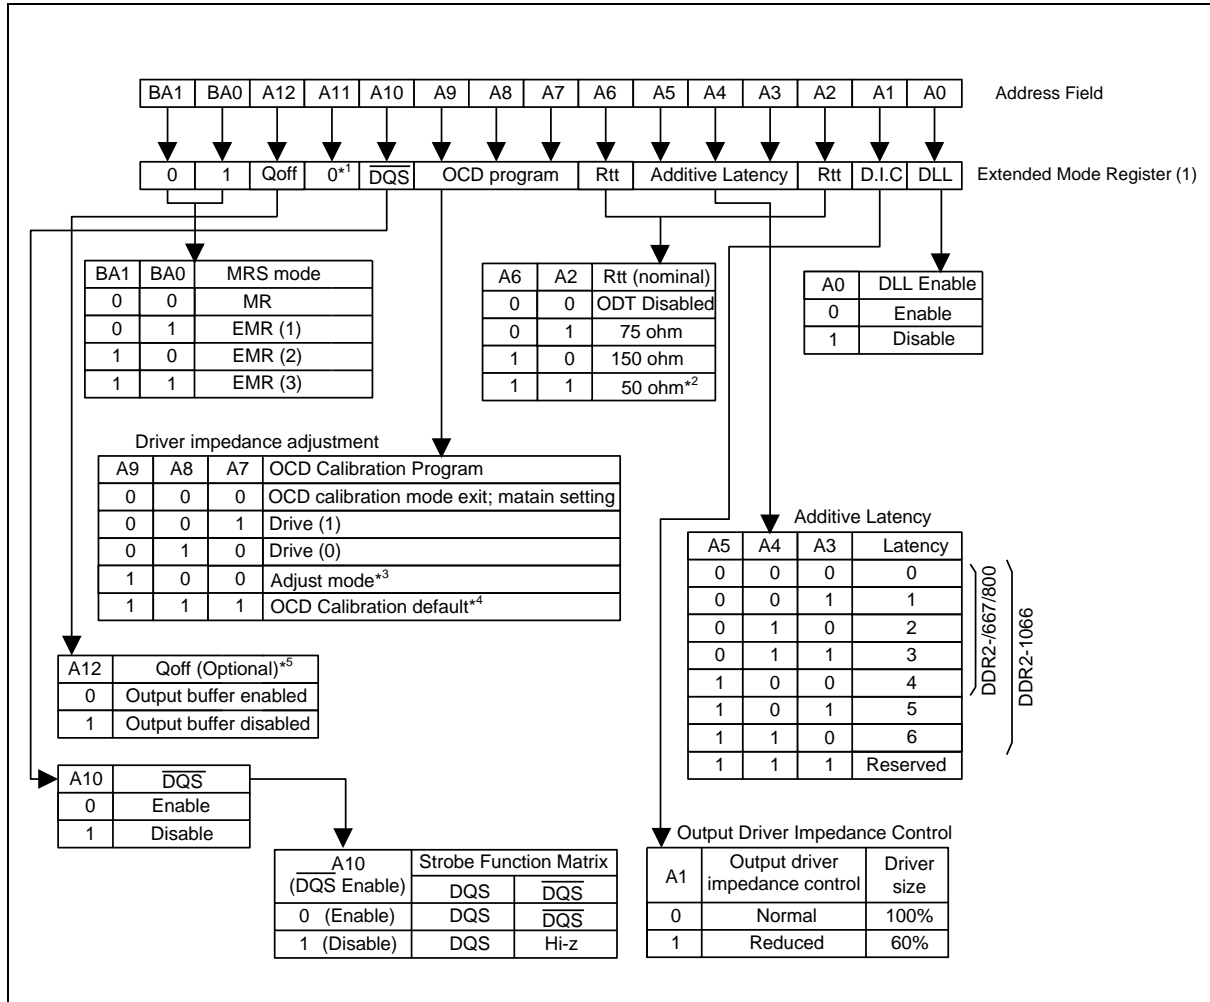 BA1 BA0 A12 A11 A10 A9 A8 A7 A6 A5 A4 A3 A2 A1 A0 Address Field
0 1 Qoff 0*1 DQS OCD program Rtt Additive Latency Rtt D.I.C DLL Extended Mode Register (1)
BA1 BA0 MRS mode
0 0 MR
0 1 EMR (1)
1 0 EMR (2)
1 1 EMR (3)
A6 A2 Rtt (nominal)
0 0 ODT Disabled
0 1 75 ohm
1 0 150 ohm
1 1 50 ohm*2
A0 DLL Enable
0 Enable
1 Disable
Driver impedance adjustment
A9 A8 A7 OCD Calibration Program
0 0 0 OCD calibration mode exit; matain setting
0 0 1 Drive (1)
0 1 0 Drive (0)
1 0 0 Adjust mode*3
1 1 1 OCD Calibration default*4
Additive Latency
A5 A4 A3 Latency
0 0 0 0
0 0 1 1
0 1 0 2
0 1 1 3
1 0 0 4
1 0 1 5
1 1 0 6
1 1 1 Reserved
DDR2-/667/800
DDR2-1066
A12 Qoff (Optional)*5
0 Output buffer enabled
1 Output buffer disabled
A10 DQS
0 Enable
1 Disable
A10 (DQS Enable) Strobe Function Matrix
DQS DQS
0 (Enable) DQS DQS
1 (Disable) DQS Hi-z
Output Driver Impedance Control
A1 Output driver impedance control Driver size
0 Normal 100%
1 Reduced 60%